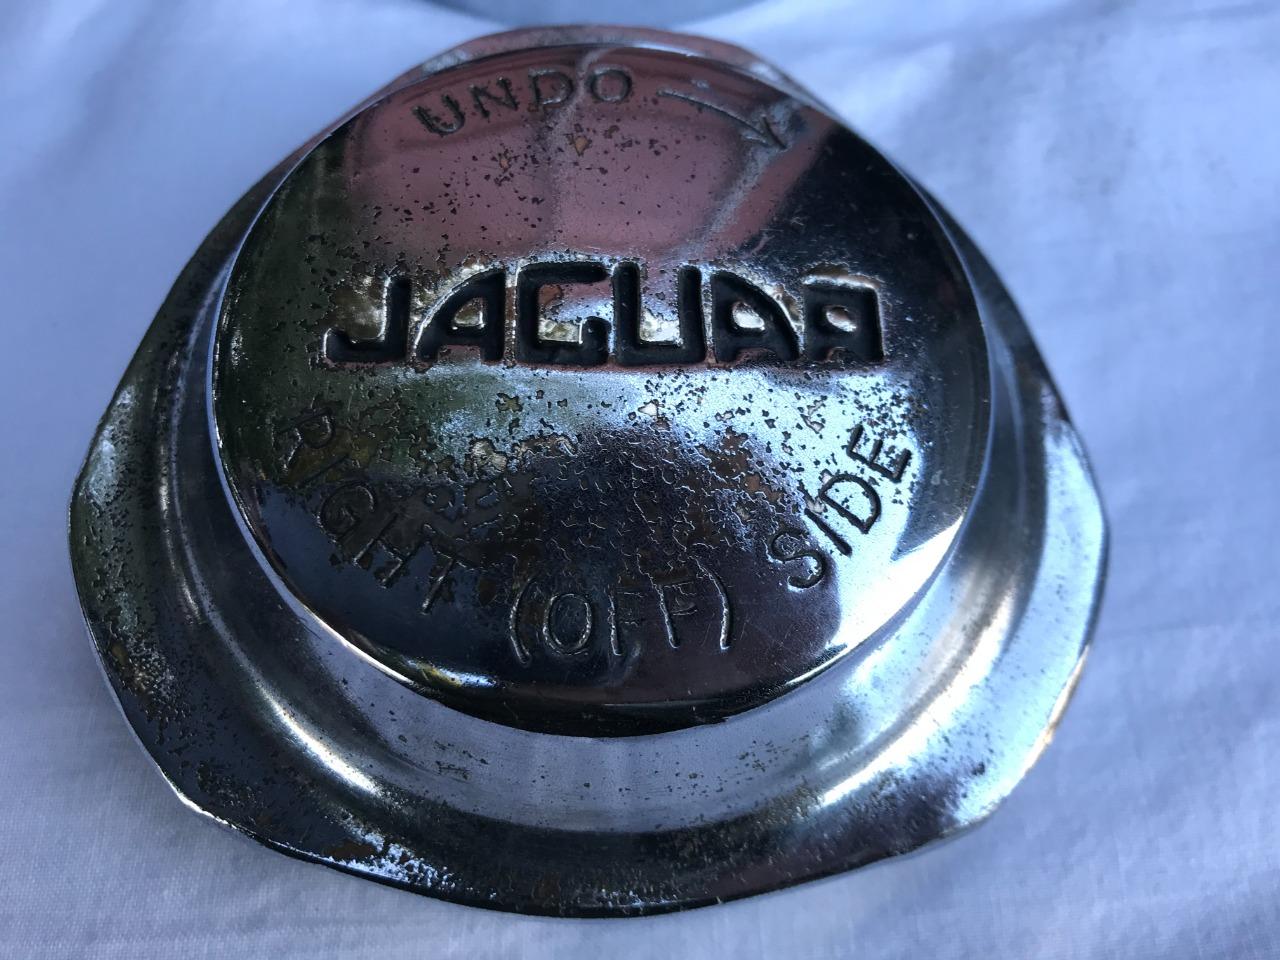 UNDO →
JAGUAR
RIGHT (OFF) SIDE